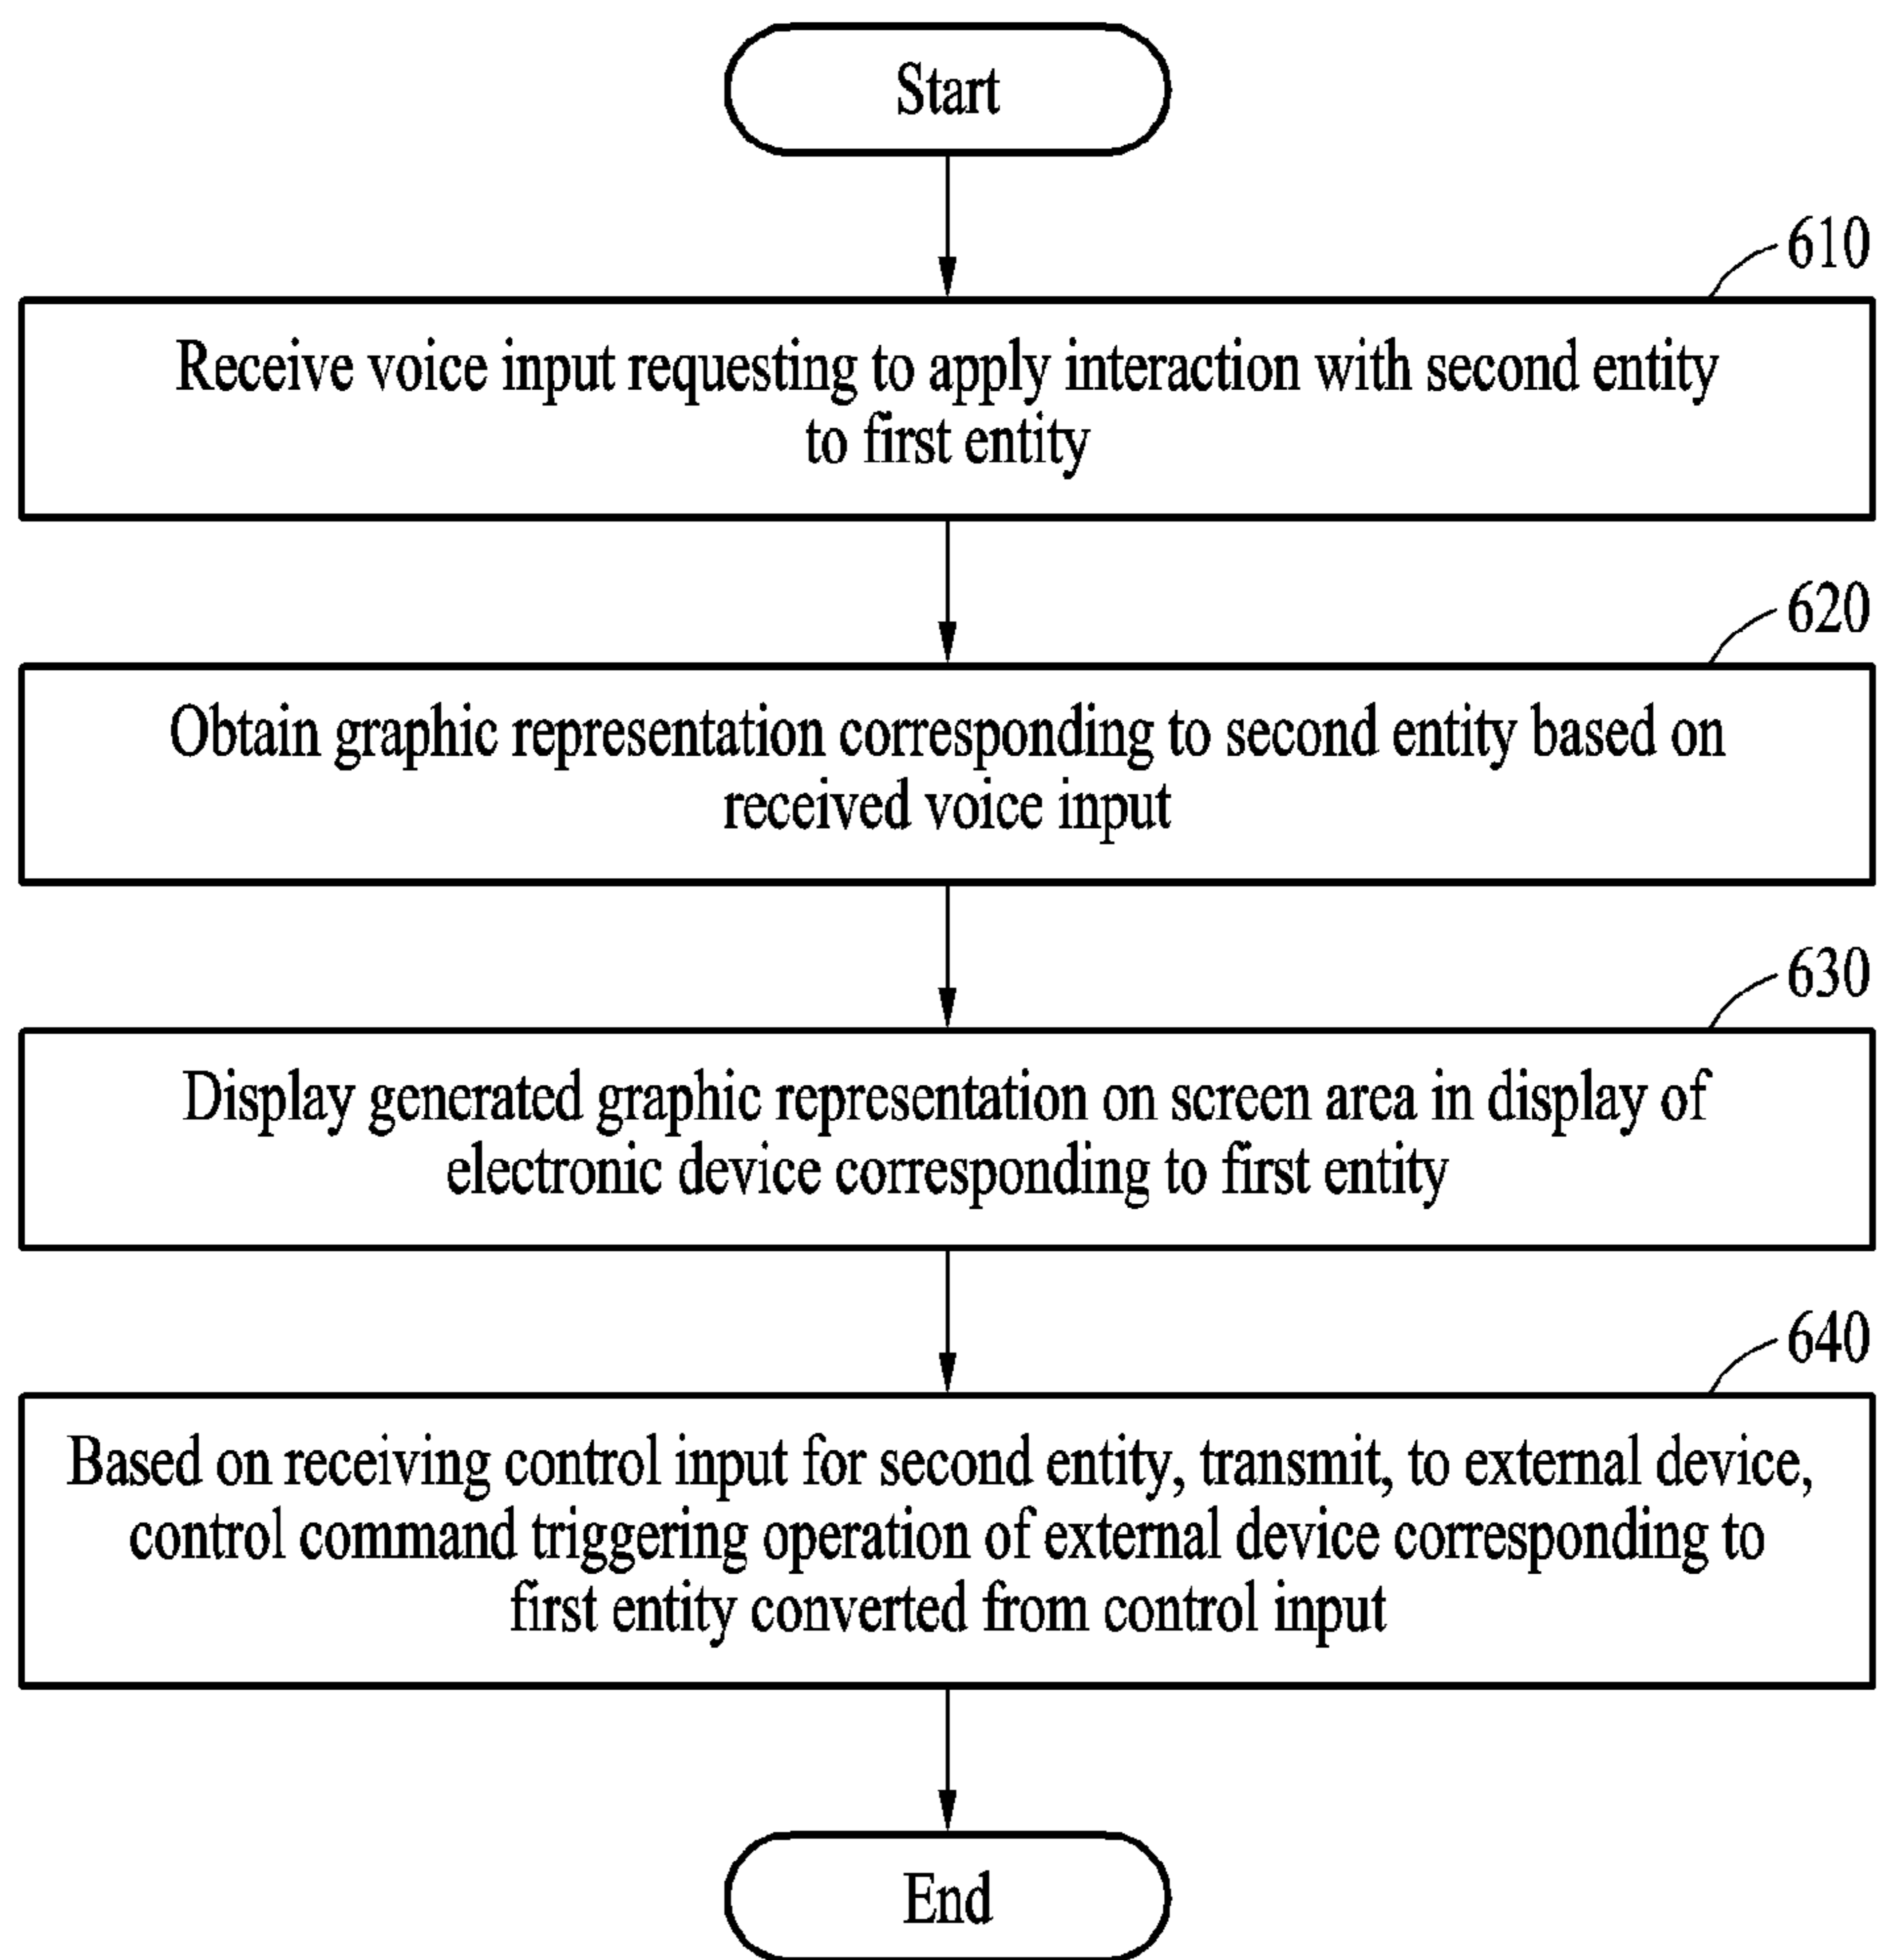 Start
610
Receive voice input requesting to apply interaction with second entity
to first entity
620
Obtain graphic representation corresponding to second entity based on
received voice input
630
Display generated graphic representation on screen area in display of
electronic device corresponding to first entity
640
Based on receiving control input for second entity, transmit, to external device,
control command triggering operation of external device corresponding to
first entity converted from control input
End